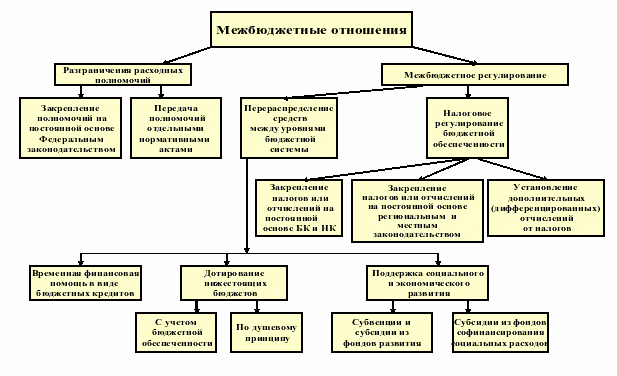 Межбюджетные отношения
Разграничения расходных
полномочий
Межбюджетное регулирование
Закрепление
полномочий на
постоянной основе
Федеральным
законодательством
Передача
полномочий
отдельными
нормативными
актами
Перераспределение
средств
между уровнями
бюджетной
системы
Налоговое
регулирование
бюджетной
обеспеченности
Закрепление
налогов или
отчислений на
постоянной
основе БК и НК
Закрепление
налогов или отчислений
на постоянной основе
региональным и
местным
законодательством
Установление
дополнительных
(дифференцированных)
отчислений
от налогов
Временная финансовая
помощь в виде
бюджетных кредитов
Дотирование
нижестоящих
бюджетов
Поддержка социального
и экономического
развития
С учетом
бюджетной
обеспеченности
По душевому
принципу
Субвенции и
субсидии из
фондов развития
Субсидии из фондов
софинансирования
социальных расходов